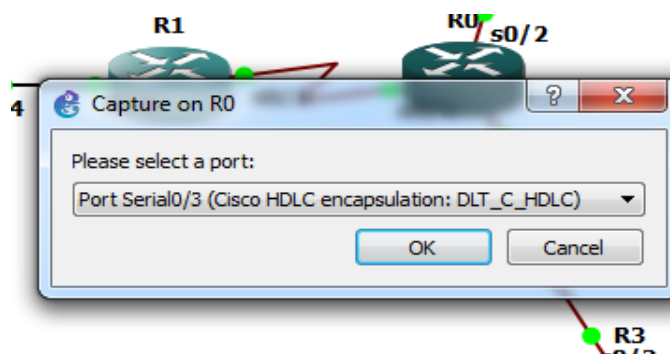 R1
R0
s0/2
4
Capture on R0
?
X
Please select a port:
Port Serial0/3 (Cisco HDLC encapsulation: DLT_C_HDLC)
OK
Cancel
R3